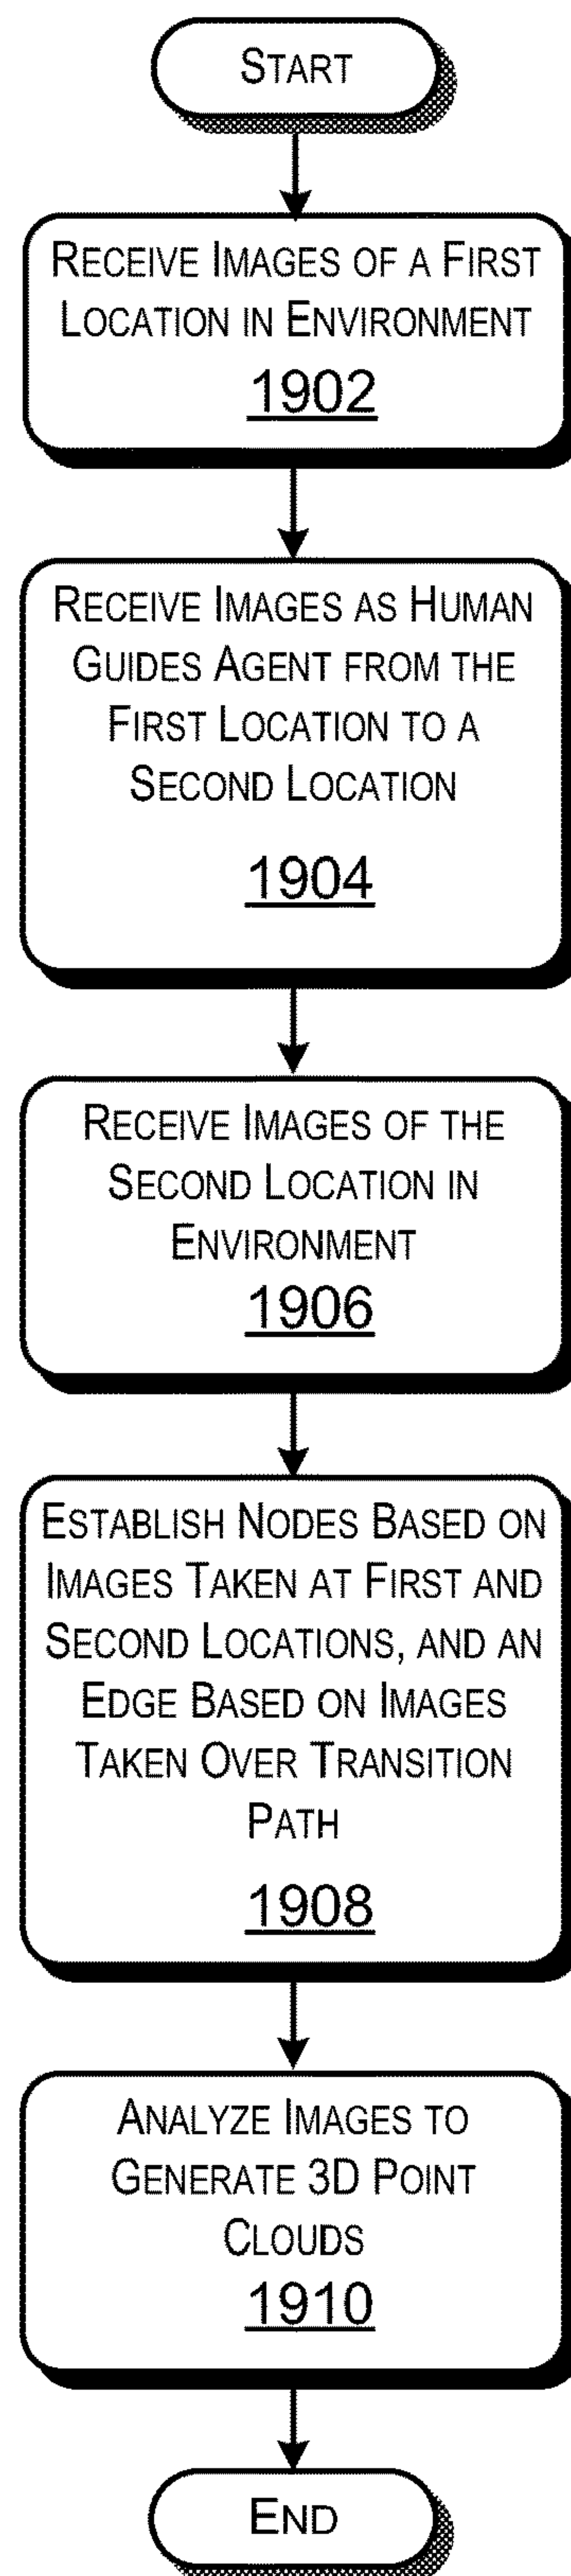 START
RECEIVE IMAGES OF A FIRST
LOCATION IN ENVIRONMENT
1902
RECEIVE IMAGES AS HUMAN
GUIDES AGENT FROM THE
FIRST LOCATION TO A
SECOND LOCATION
1904
RECEIVE IMAGES OF THE
SECOND LOCATION IN
ENVIRONMENT
1906
ESTABLISH NODES BASED ON
IMAGES TAKEN AT FIRST AND
SECOND LOCATIONS, AND AN
EDGE BASED ON IMAGES
TAKEN OVER TRANSITION
PATH
1908
ANALYZE IMAGES TO
GENERATE 3D POINT
CLOUDS
1910
END